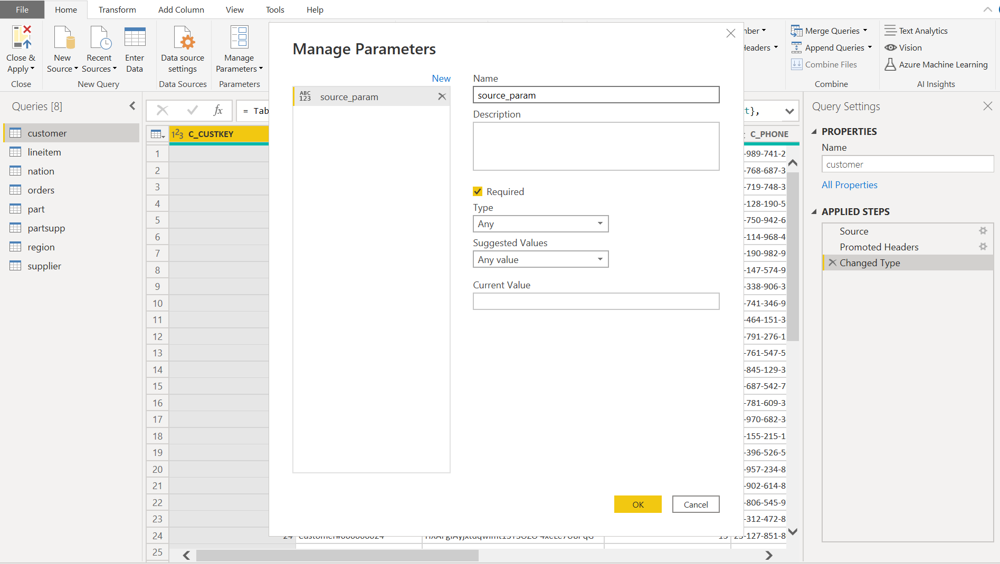 File
Home
Transform
Add Column
View
Tools
Help
Close &
Apply
Close
New
Source
Recent
Sources
Enter
Data
New Query
Data source
settings
Data Sources
Manage
Parameters
Parameters
Merge Queries
Append Queries
Combine Files
Combine
Text Analytics
Vision
Azure Machine Learning
AI Insights
Queries [8]
customer
lineitem
nation
orders
part
partsupp
region
supplier
fx
= Tab
t},
1²3 C_CUSTKEY
C_PHONE
1
2
3
4
5
6
7
8
9
10
11
12
13
14
15
16
17
18
19
20
21
22
23
24
25
-989-741-2
-768-687-3
-719-748-3
-128-190-5
-750-942-6
-114-968-4
-190-982-9
-147-574-9
-338-906-3
-741-346-9
-464-151-3
-791-276-1
-761-547-5
-845-129-3
-687-542-7
-781-609-3
-970-682-3
-155-215-1
-396-526-5
-957-234-8
-902-614-8
-806-545-9
-312-472-8
-127-851-8
Manage Parameters
New
ABC
123
source_param
Name
source_param
Description
Required
Type
Any
Suggested Values
Any value
Current Value
OK
Cancel
Query Settings
PROPERTIES
Name
customer
All Properties
APPLIED STEPS
Source
Promoted Headers
Changed Type